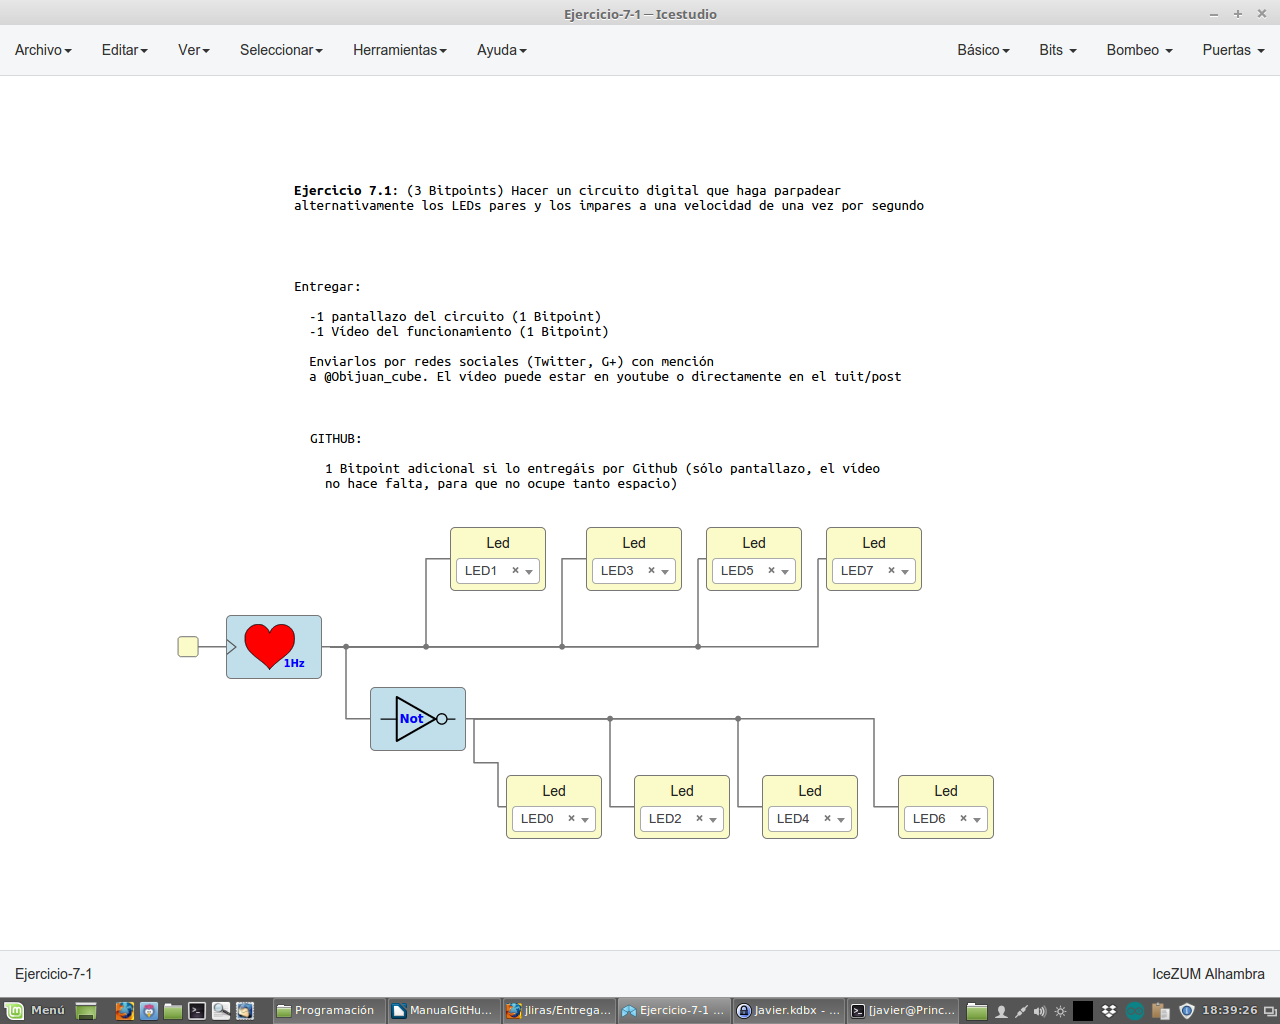 Ejercicio-7-1 — Icestudio
Archivo Editar Ver Seleccionar Herramientas Ayuda Básico Bits Bombeo Puertas
Ejercicio 7.1: (3 Bitpoints) Hacer un circuito digital que haga parpadear
alternativamente los LEDs pares y los impares a una velocidad de una vez por segundo
Entregar:
-1 pantallazo del circuito (1 Bitpoint)
-1 Vídeo del funcionamiento (1 Bitpoint)
Enviarlos por redes sociales (Twitter, G+) con mención
a @Obijuan_cube. El vídeo puede estar en youtube o directamente en el tuit/post
GITHUB:
1 Bitpoint adicional si lo entregáis por Github (sólo pantallazo, el vídeo
no hace falta, para que no ocupe tanto espacio)
Led Led Led Led
LED1 LED3 LED5 LED7
1Hz
Not
Led Led Led Led
LED0 LED2 LED4 LED6
Ejercicio-7-1 IceZUM Alhambra
Menú Programación ManualGitHu... jliras/Entrega... Ejercicio-7-1 ... Javier.kdbx - ... [javier@Princ... 18:39:26